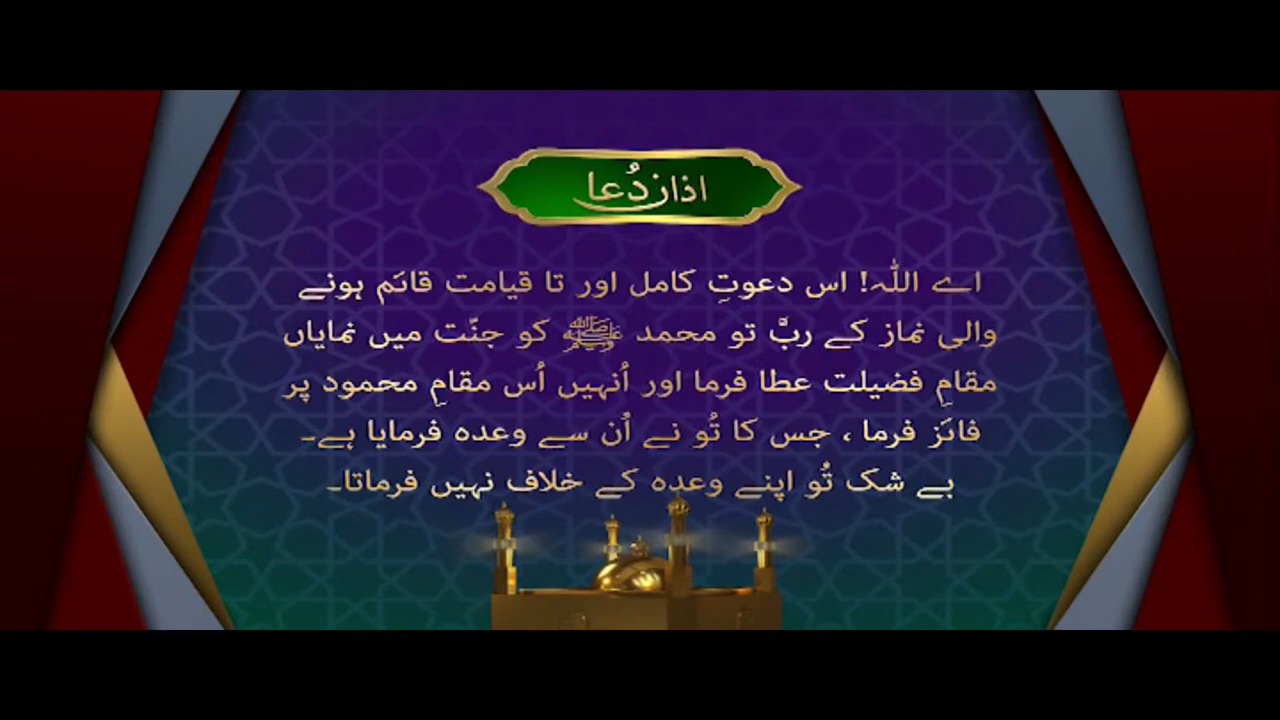 اذان دُعا
اے اللّٰہ! اس دعوتِ کامل اور تا قیامت قائم ہونے
والی نماز کے ربّ تو محمد ﷺ کو جنّت میں نمایاں
مقامِ فضیلت عطا فرما اور اُنہیں اُس مقامِ محمود پر
فائز فرما ، جس کا تُو نے اُن سے وعدہ فرمایا ہے۔
بے شک تُو اپنے وعدہ کے خلاف نہیں فرماتا۔